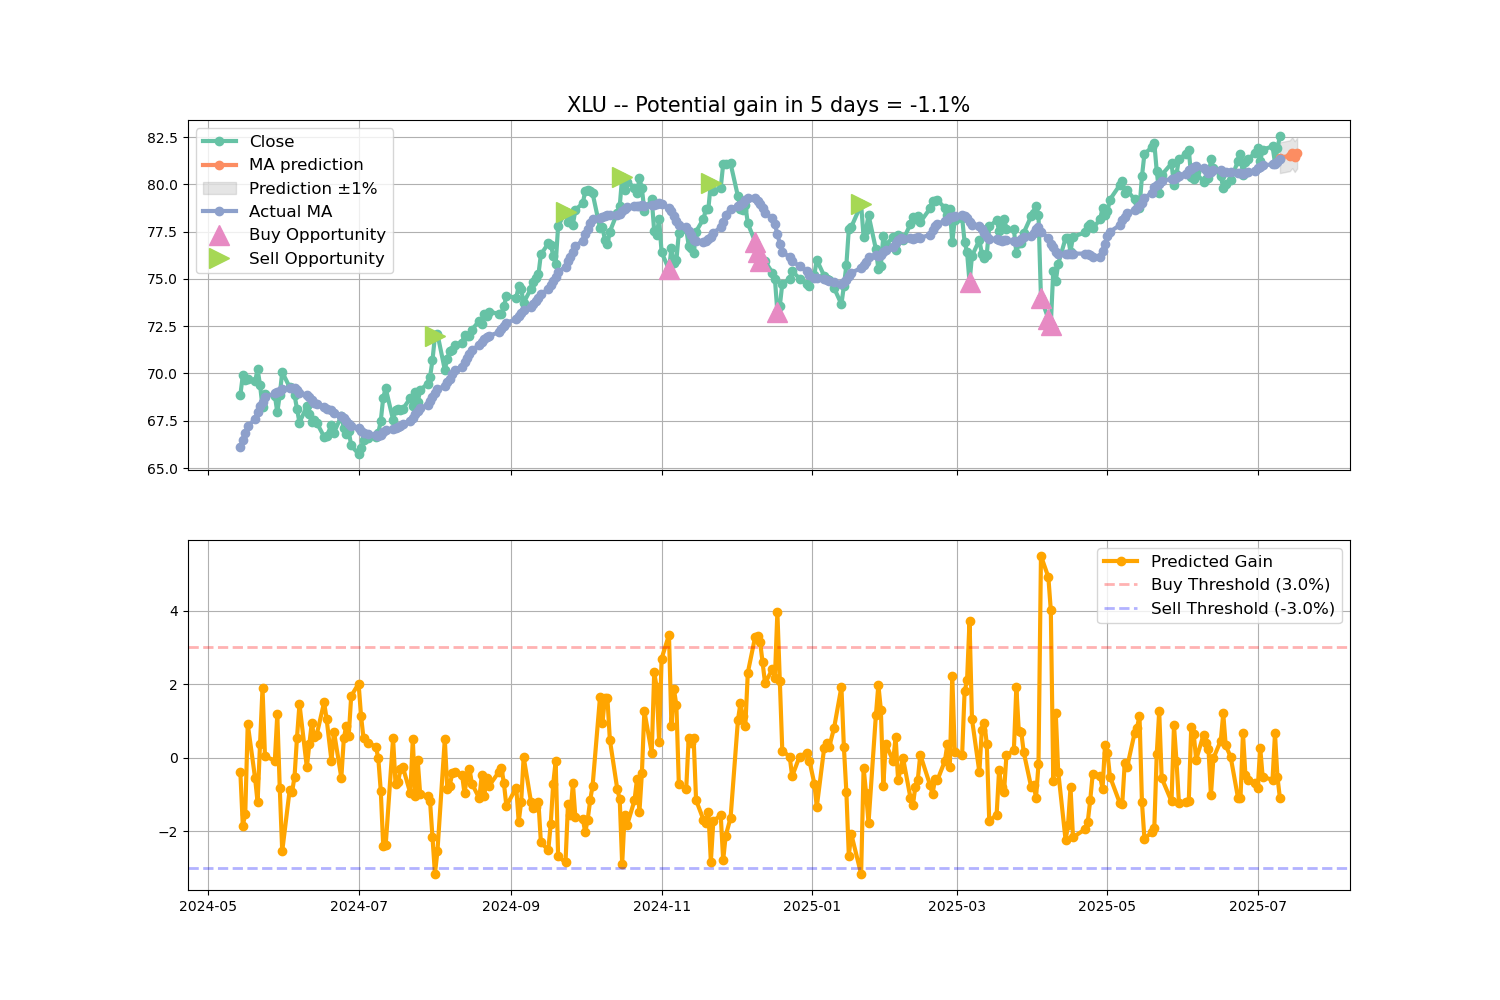 XLU -- Potential gain in 5 days = -1.1%
82.5
80.0
77.5
75.0
72.5
70.0
67.5
65.0
Close
MA prediction
Prediction ±1%
Actual MA
Buy Opportunity
Sell Opportunity
4
2
0
−2
Predicted Gain
Buy Threshold (3.0%)
Sell Threshold (-3.0%)
2024-05 2024-07 2024-09 2024-11 2025-01 2025-03 2025-05 2025-07